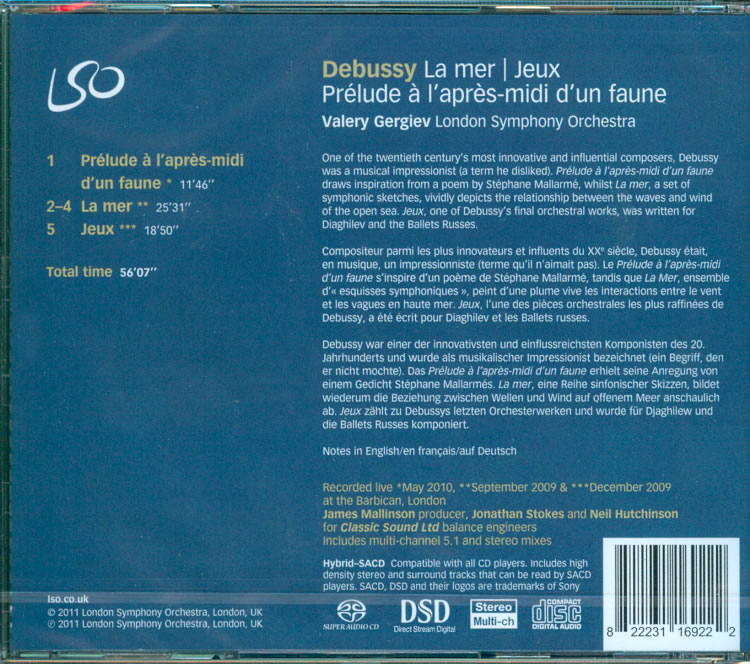 LSO
Debussy La mer | Jeux
Prélude à l'après-midi d'un faune
Valery Gergiev London Symphony Orchestra
1 Prélude à l'après-midi
d'un faune * 11'46''
2–4 La mer ** 25'31''
5 Jeux *** 18'50''
Total time 56'07''
One of the twentieth century's most innovative and influential composers, Debussy
was a musical impressionist (a term he disliked). Prélude à l'après-midi d'un faune
draws inspiration from a poem by Stéphane Mallarmé, whilst La mer, a set of
symphonic sketches, vividly depicts the relationship between the waves and wind
of the open sea. Jeux, one of Debussy's final orchestral works, was written for
Diaghilev and the Ballets Russes.
Compositeur parmi les plus innovateurs et influents du XXe siècle, Debussy était,
en musique, un impressionniste (terme qu'il n'aimait pas). Le Prélude à l'après-midi
d'un faune s'inspire d'un poème de Stéphane Mallarmé, tandis que La Mer, ensemble
d'« esquisses symphoniques », peint d'une plume vive les interactions entre le vent
et les vagues en haute mer. Jeux, l'une des pièces orchestrales les plus raffinées de
Debussy, a été écrit pour Diaghilev et les Ballets russes.
Debussy war einer der innovativsten und einflussreichsten Komponisten des 20.
Jahrhunderts und wurde als musikalischer Impressionist bezeichnet (ein Begriff, den
er nicht mochte). Das Prélude à l'après-midi d'un faune erhielt seine Anregung von
einem Gedicht Stéphane Mallarmés. La mer, eine Reihe sinfonischer Skizzen, bildet
wiederum die Beziehung zwischen Wellen und Wind auf offenem Meer anschaulich
ab. Jeux zählt zu Debussys letzten Orchesterwerken und wurde für Djaghilew und
die Ballets Russes komponiert.
Notes in English/en français/auf Deutsch
Recorded live *May 2010, **September 2009 & ***December 2009
at the Barbican, London
James Mallinson producer, Jonathan Stokes and Neil Hutchinson
for Classic Sound Ltd balance engineers
Includes multi-channel 5.1 and stereo mixes
Hybrid–SACD Compatible with all CD players. Includes high
density stereo and surround tracks that can be read by SACD
players. SACD, DSD and their logos are trademarks of Sony
lso.co.uk
© 2011 London Symphony Orchestra, London, UK
℗ 2011 London Symphony Orchestra, London, UK
SUPER AUDIO CD
DSD
Direct Stream Digital
Stereo
Multi-ch
COMPACT
disc
DIGITAL AUDIO
8 22231 16922 2